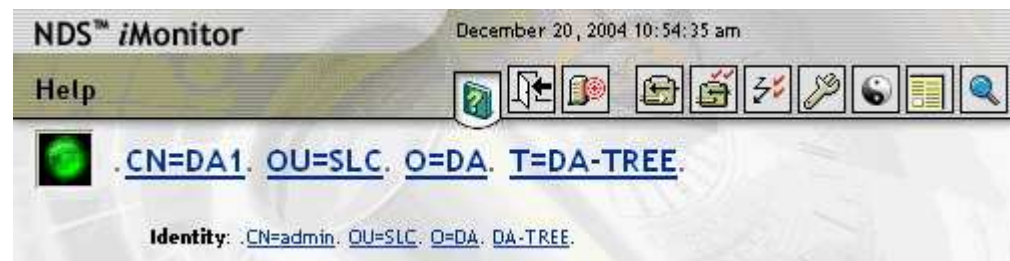 NDS™ iMonitor December 20, 2004 10:54:35 am
Help
.CN=DA1. OU=SLC. O=DA. T=DA-TREE.
Identity: .CN=admin. OU=SLC. O=DA. DA-TREE.